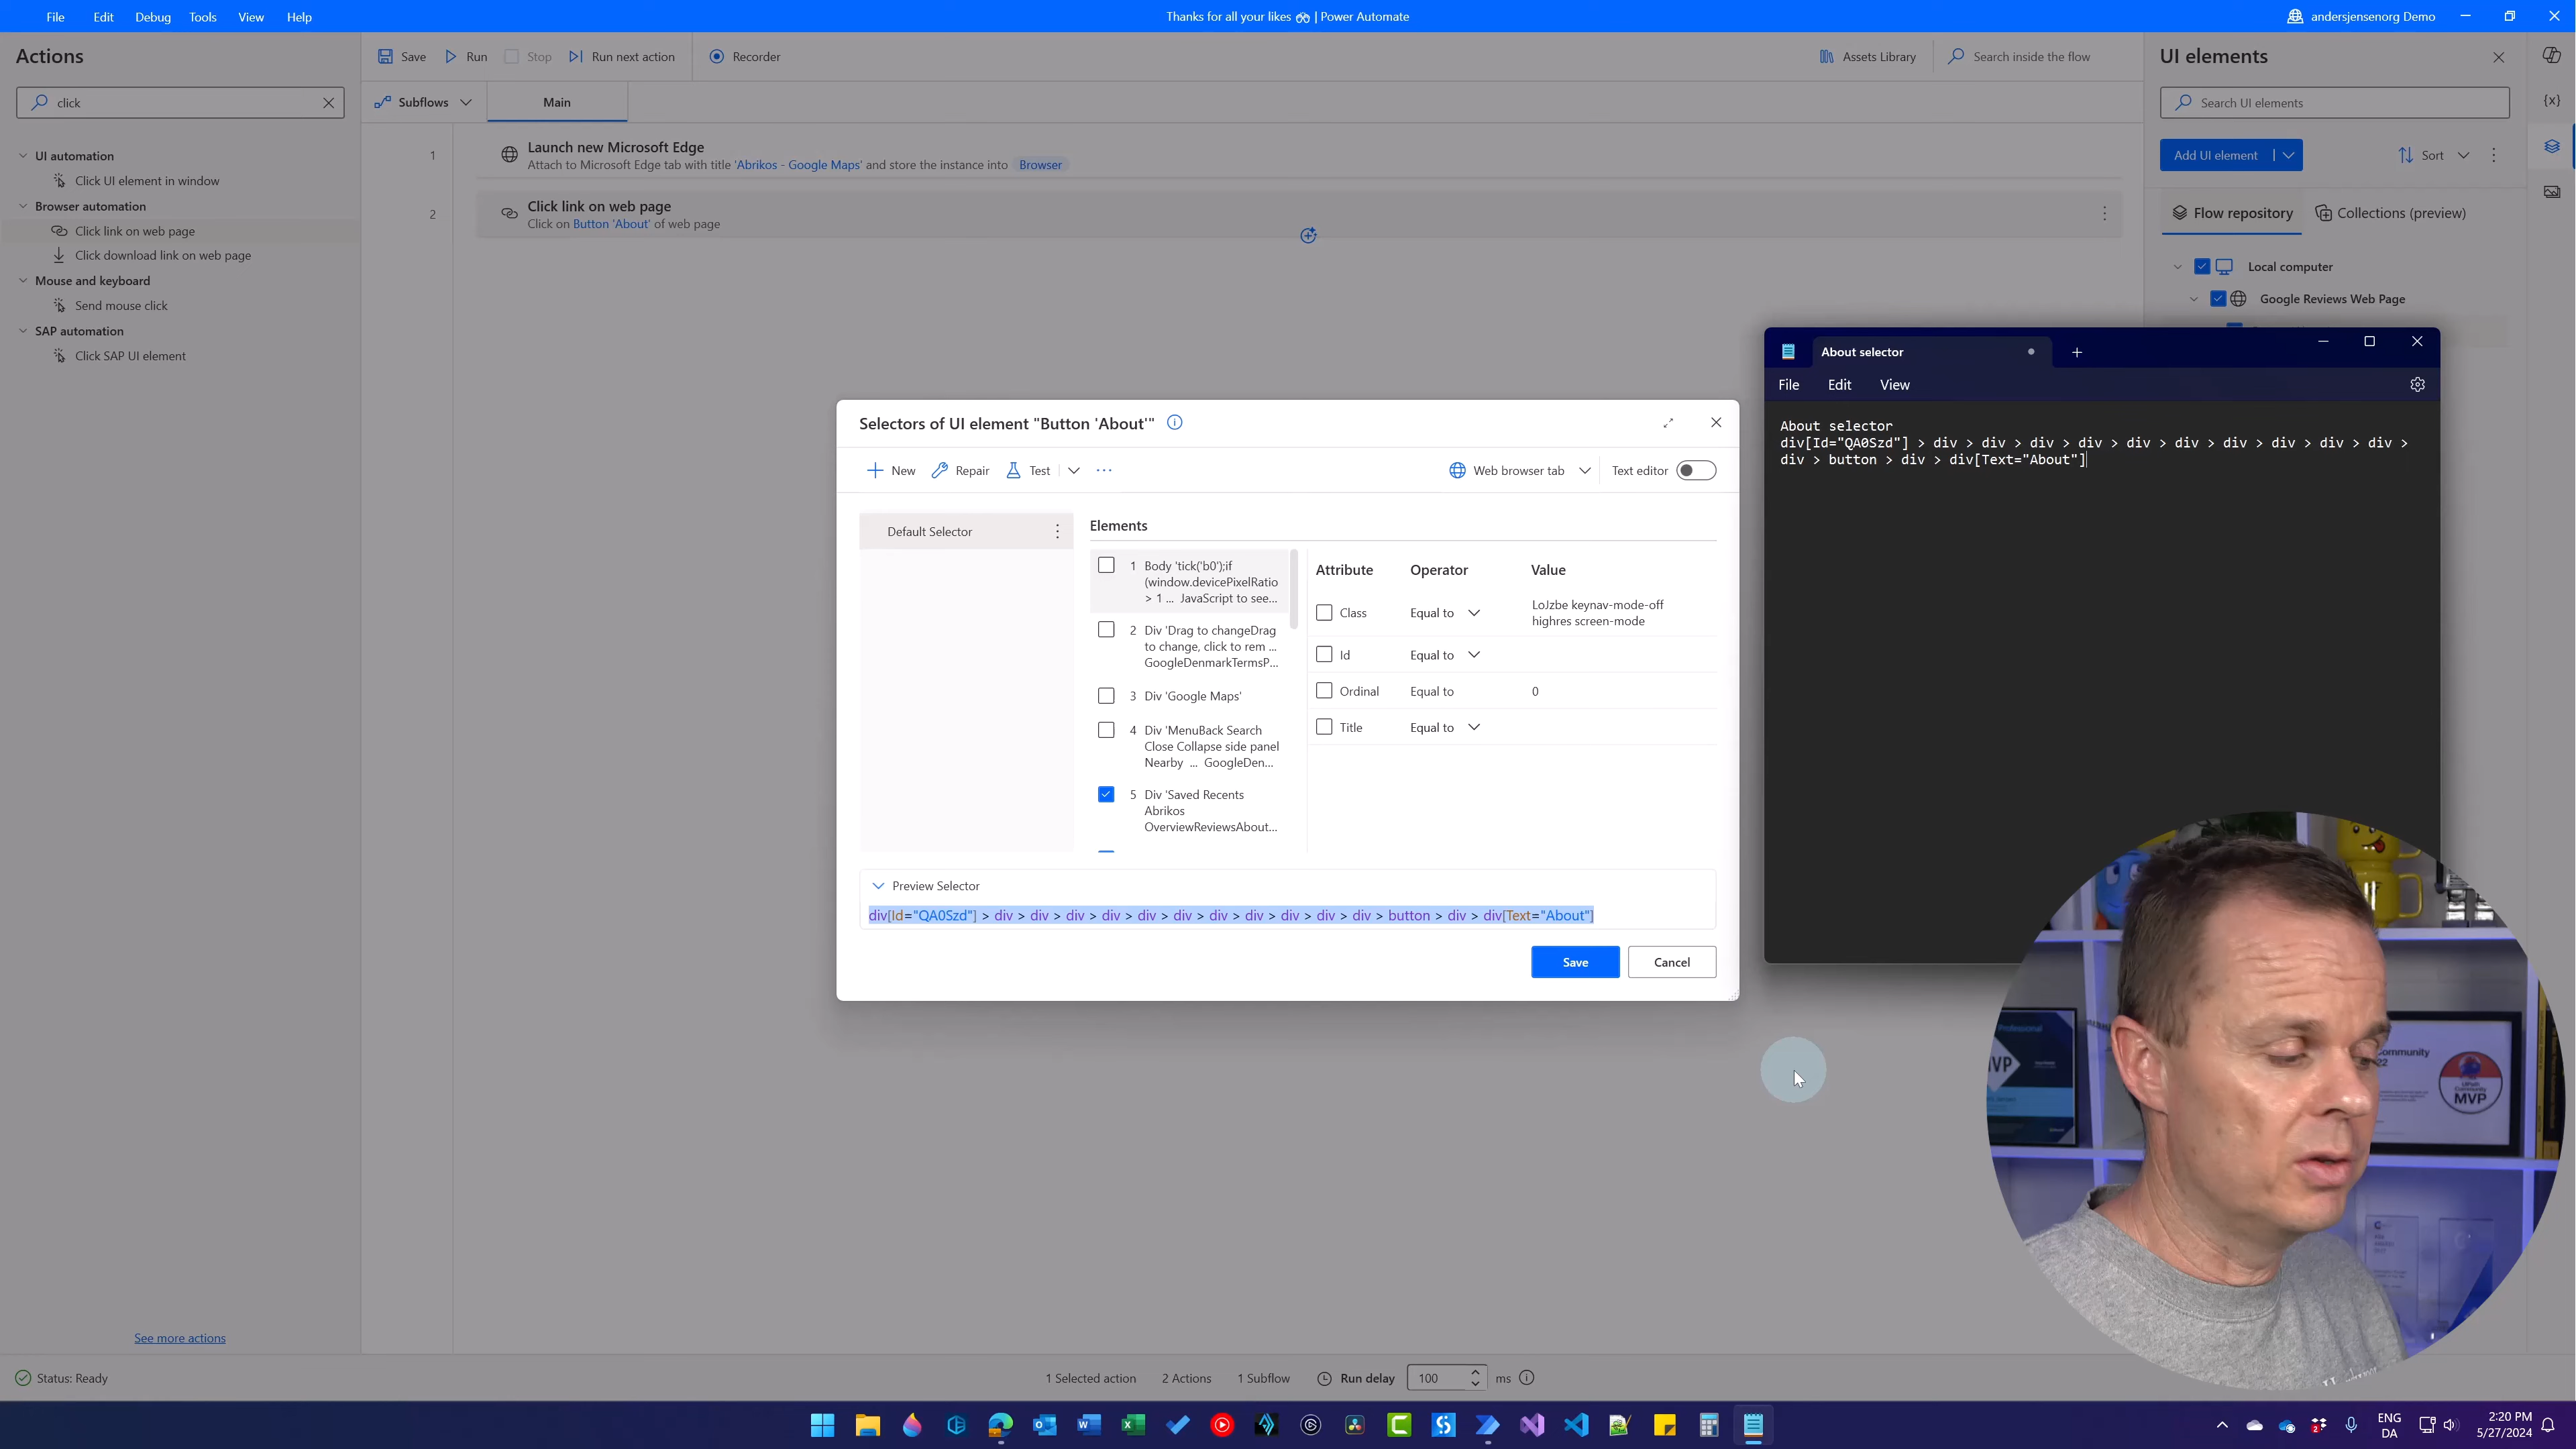 File Edit Debug Tools View Help
Thanks for all your likes | Power Automate
andersjensenorg Demo
Actions
click
UI automation
Click UI element in window
Browser automation
Click link on web page
Click download link on web page
Mouse and keyboard
Send mouse click
SAP automation
Click SAP UI element
See more actions
Save Run Stop Run next action Recorder
Assets Library Search inside the flow
Subflows Main
1 Launch new Microsoft Edge
Attach to Microsoft Edge tab with title 'Abrikos - Google Maps' and store the instance into Browser
2 Click link on web page
Click on Button 'About' of web page
UI elements
Search UI elements
Add UI element Sort
Flow repository Collections (preview)
Local computer
Google Reviews Web Page
About selector
File Edit View
About selector
div[Id="QA0Szd"] > div > div > div > div > div > div > div > div > div > div >
div > button > div > div[Text="About"]
Selectors of UI element "Button 'About'"
New Repair Test ... Web browser tab Text editor
Default Selector
Elements
1 Body 'tick('b0');if
(window.devicePixelRatio
> 1 ... JavaScript to see...
2 Div 'Drag to changeDrag
to change, click to rem ...
GoogleDenmarkTermsP...
3 Div 'Google Maps'
4 Div 'MenuBack Search
Close Collapse side panel
Nearby ... GoogleDen...
5 Div 'Saved Recents
Abrikos
OverviewReviewsAbout...
Attribute Operator Value
Class Equal to LoJzbe keynav-mode-off
highres screen-mode
Id Equal to
Ordinal Equal to 0
Title Equal to
Preview Selector
div[Id="QA0Szd"] > div > div > div > div > div > div > div > div > div > div > div > button > div > div[Text="About"]
Save Cancel
Professional
MVP
ommunity
22
MVP
Status: Ready
1 Selected action 2 Actions 1 Subflow Run delay 100 ms
ENG
DA
2:20 PM
5/27/2024